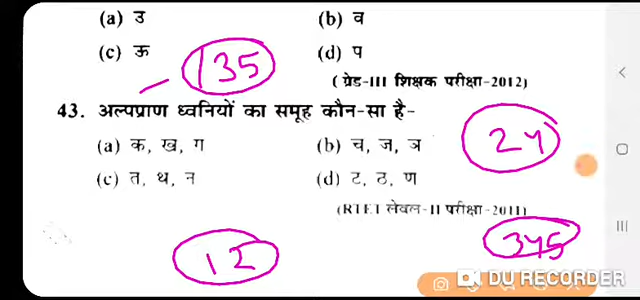 (a) उ (b) व
(c) ऊ (d) प
135
(ग्रेड-III शिक्षक परीक्षा-2012)
43. अल्पप्राण ध्वनियों का समूह कौन-सा है-
(a) क, ख, ग (b) च, ज, ञ
24
(c) त, थ, न (d) ट, ठ, ण
(RTET लेवल-II परीक्षा-2011)
12 345
DU RECORDER